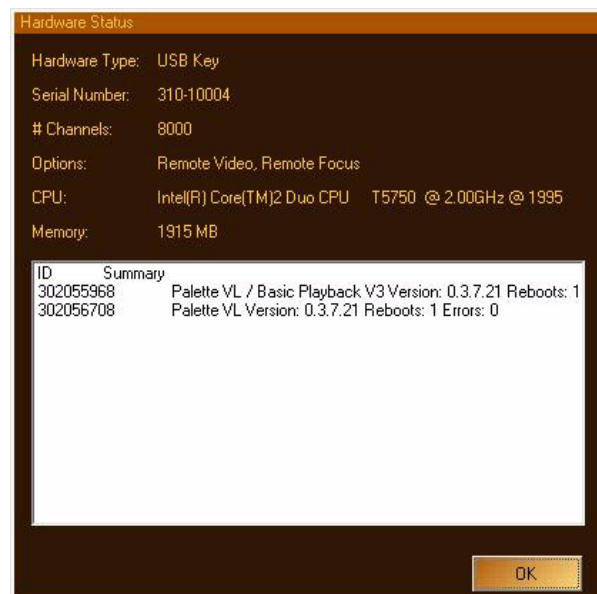 Hardware Status
Hardware Type: USB Key
Serial Number: 310-10004
# Channels: 8000
Options: Remote Video, Remote Focus
CPU: Intel(R) Core(TM)2 Duo CPU T5750 @ 2.00GHz @ 1995
Memory: 1915 MB
ID Summary
302055968 Palette VL / Basic Playback V3 Version: 0.3.7.21 Reboots: 1
302056708 Palette VL Version: 0.3.7.21 Reboots: 1 Errors: 0
OK